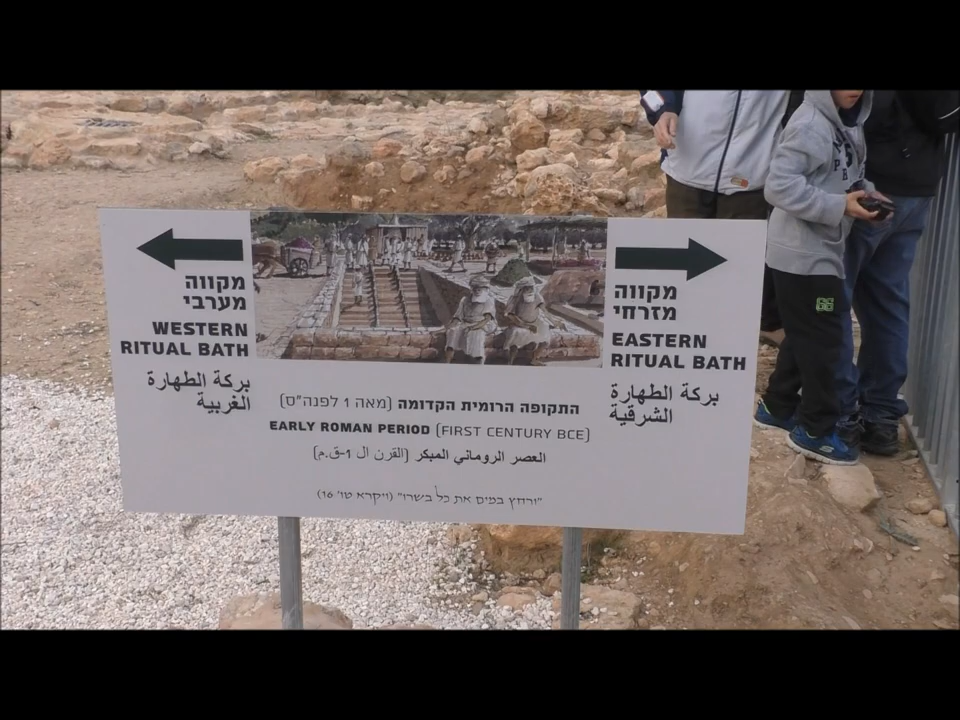 מקווה
מערבי
WESTERN
RITUAL BATH
بركة الطهارة
الغربية
מקווה
מזרחי
EASTERN
RITUAL BATH
بركة الطهارة
الشرقية
התקופה הרומית הקדומה (מאה 1 לפנה"ס)
EARLY ROMAN PERIOD (FIRST CENTURY BCE)
العصر الروماني المبكر (القرن ال 1-ق.م)
"ורחץ במים את כל בשרו" (ויקרא טו' 16)